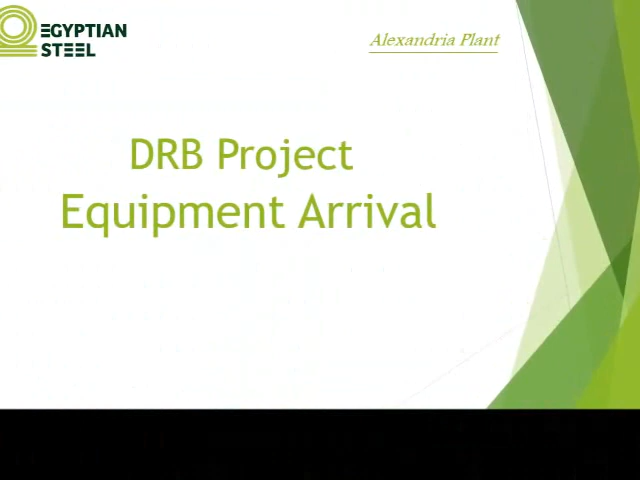 EGYPTIAN
STEEL
Alexandria Plant
DRB Project
Equipment Arrival